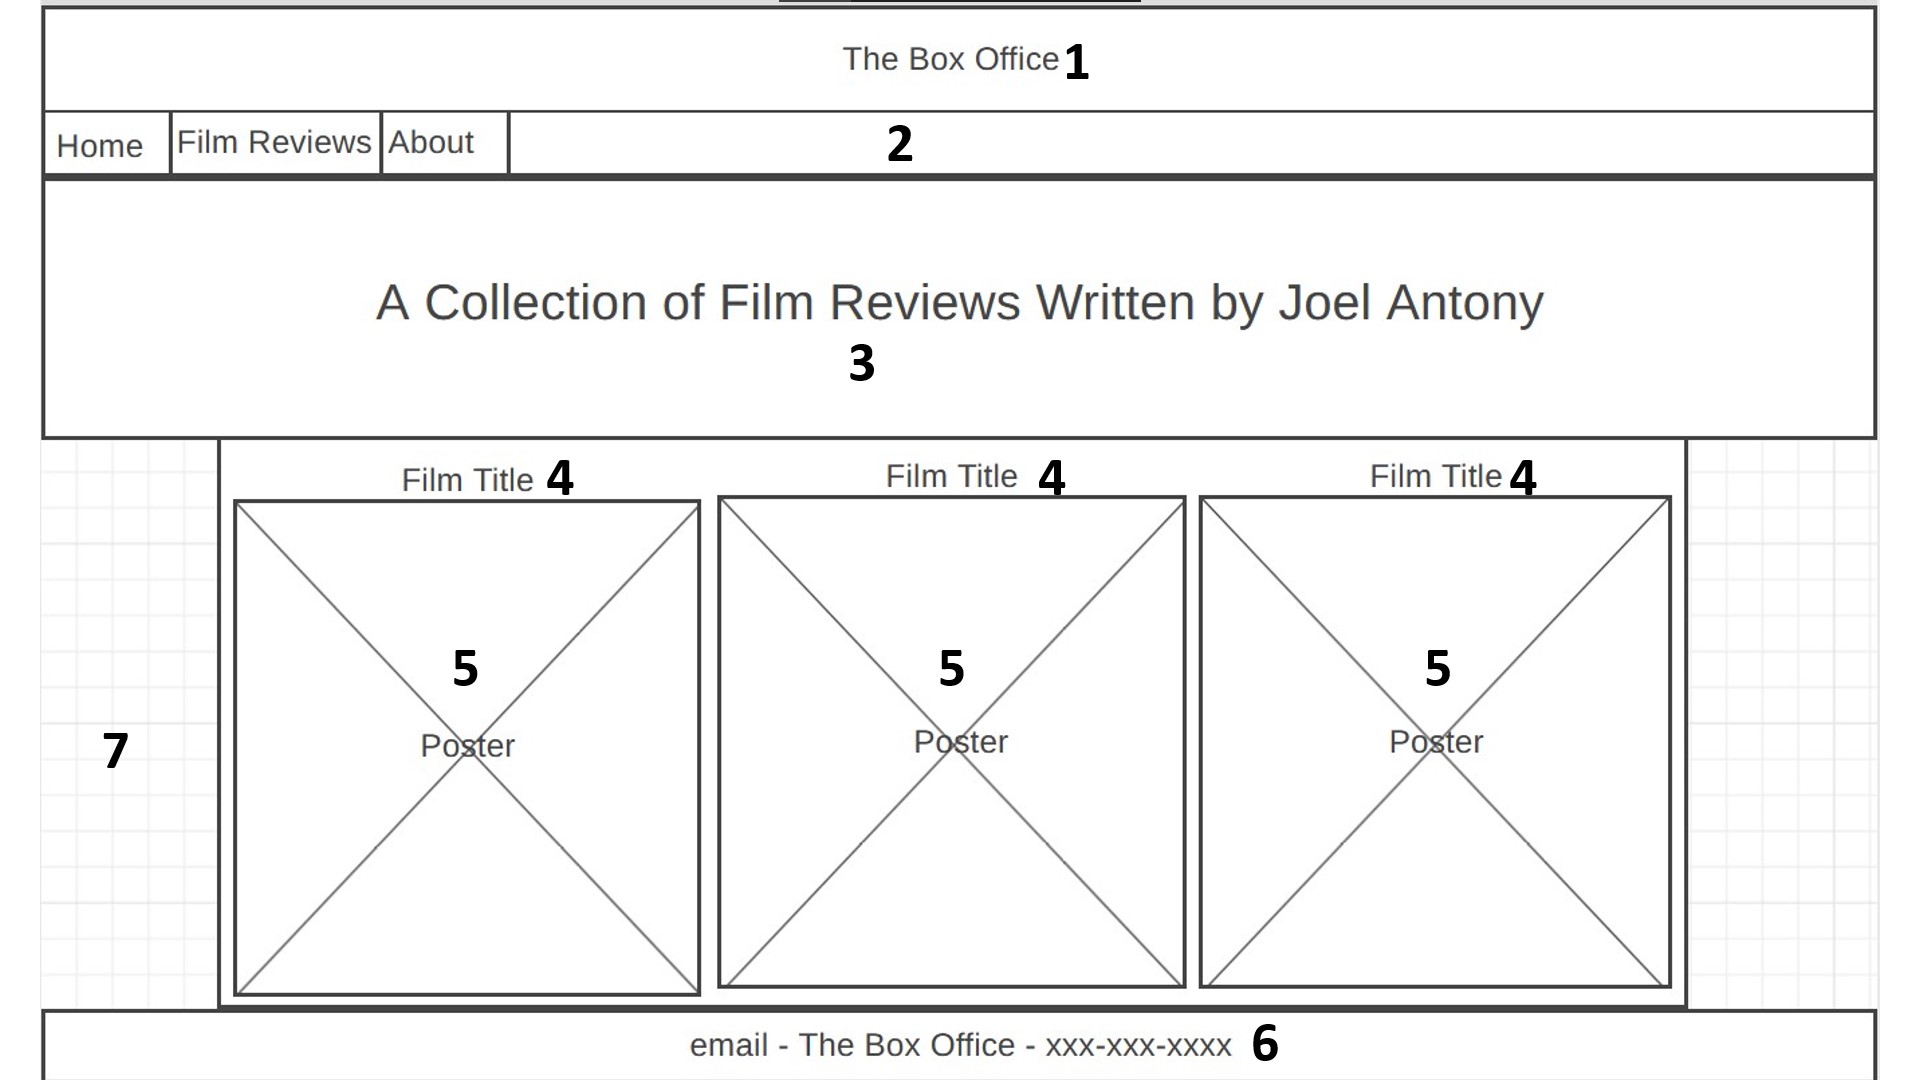 The Box Office 1
Home Film Reviews About 2
A Collection of Film Reviews Written by Joel Antony
3
Film Title 4 Film Title 4 Film Title 4
5 5 5
Poster Poster Poster
7
email - The Box Office - xxx-xxx-xxxx 6